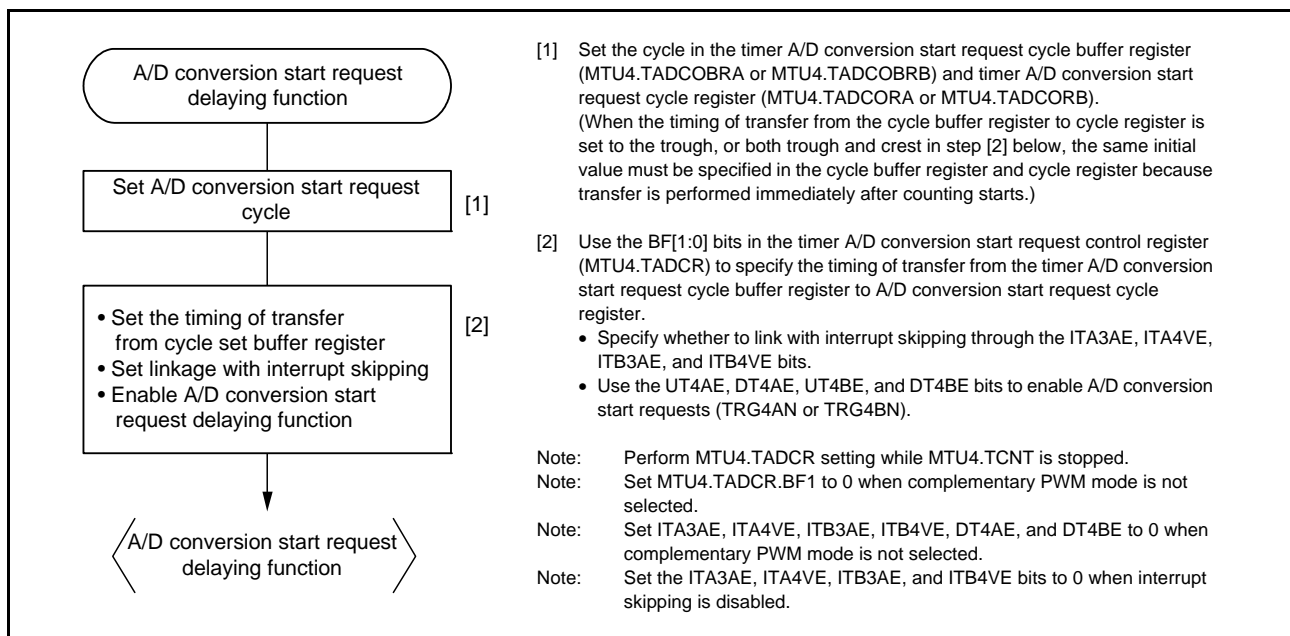 A/D conversion start request
delaying function
Set A/D conversion start request
cycle
[1]
• Set the timing of transfer
from cycle set buffer register
• Set linkage with interrupt skipping
• Enable A/D conversion start
request delaying function
[2]
A/D conversion start request
delaying function
[1] Set the cycle in the timer A/D conversion start request cycle buffer register
(MTU4.TADCOBRA or MTU4.TADCOBRB) and timer A/D conversion start
request cycle register (MTU4.TADCORA or MTU4.TADCORB).
(When the timing of transfer from the cycle buffer register to cycle register is
set to the trough, or both trough and crest in step [2] below, the same initial
value must be specified in the cycle buffer register and cycle register because
transfer is performed immediately after counting starts.)
[2] Use the BF[1:0] bits in the timer A/D conversion start request control register
(MTU4.TADCR) to specify the timing of transfer from the timer A/D conversion
start request cycle buffer register to A/D conversion start request cycle
register.
• Specify whether to link with interrupt skipping through the ITA3AE, ITA4VE,
ITB3AE, and ITB4VE bits.
• Use the UT4AE, DT4AE, UT4BE, and DT4BE bits to enable A/D conversion
start requests (TRG4AN or TRG4BN).
Note: Perform MTU4.TADCR setting while MTU4.TCNT is stopped.
Note: Set MTU4.TADCR.BF1 to 0 when complementary PWM mode is not
selected.
Note: Set ITA3AE, ITA4VE, ITB3AE, ITB4VE, DT4AE, and DT4BE to 0 when
complementary PWM mode is not selected.
Note: Set the ITA3AE, ITA4VE, ITB3AE, and ITB4VE bits to 0 when interrupt
skipping is disabled.